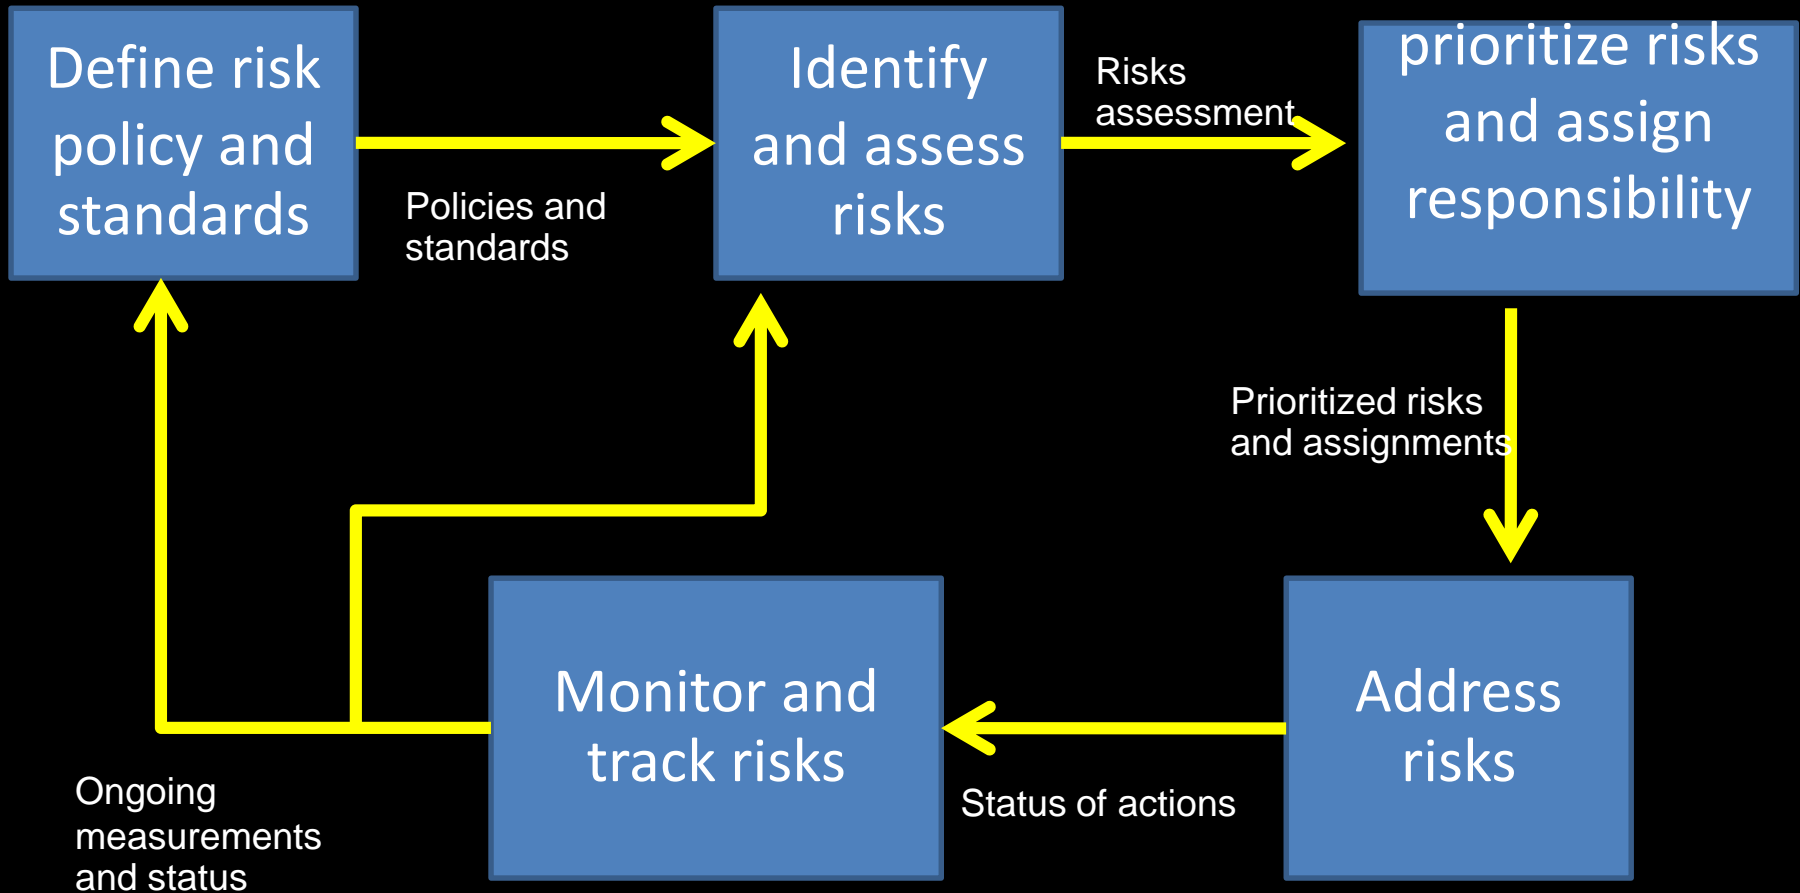 Define risk
policy and
standards
Policies and
standards
Identify
and assess
risks
Risks
assessment
prioritize risks
and assign
responsibility
Prioritized risks
and assignments
Address
risks
Status of actions
Monitor and
track risks
Ongoing
measurements
and status